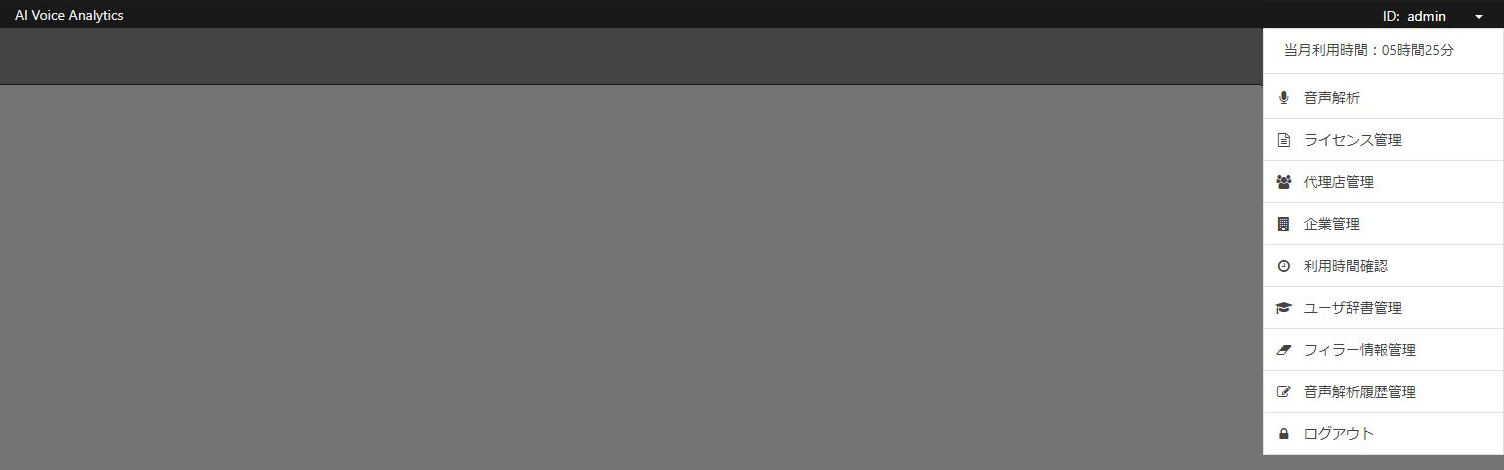 AI Voice Analytics
ID: admin
当月利用時間：05時間25分
音声解析
ライセンス管理
代理店管理
企業管理
利用時間確認
ユーザ辞書管理
フィラー情報管理
音声解析履歴管理
ログアウト